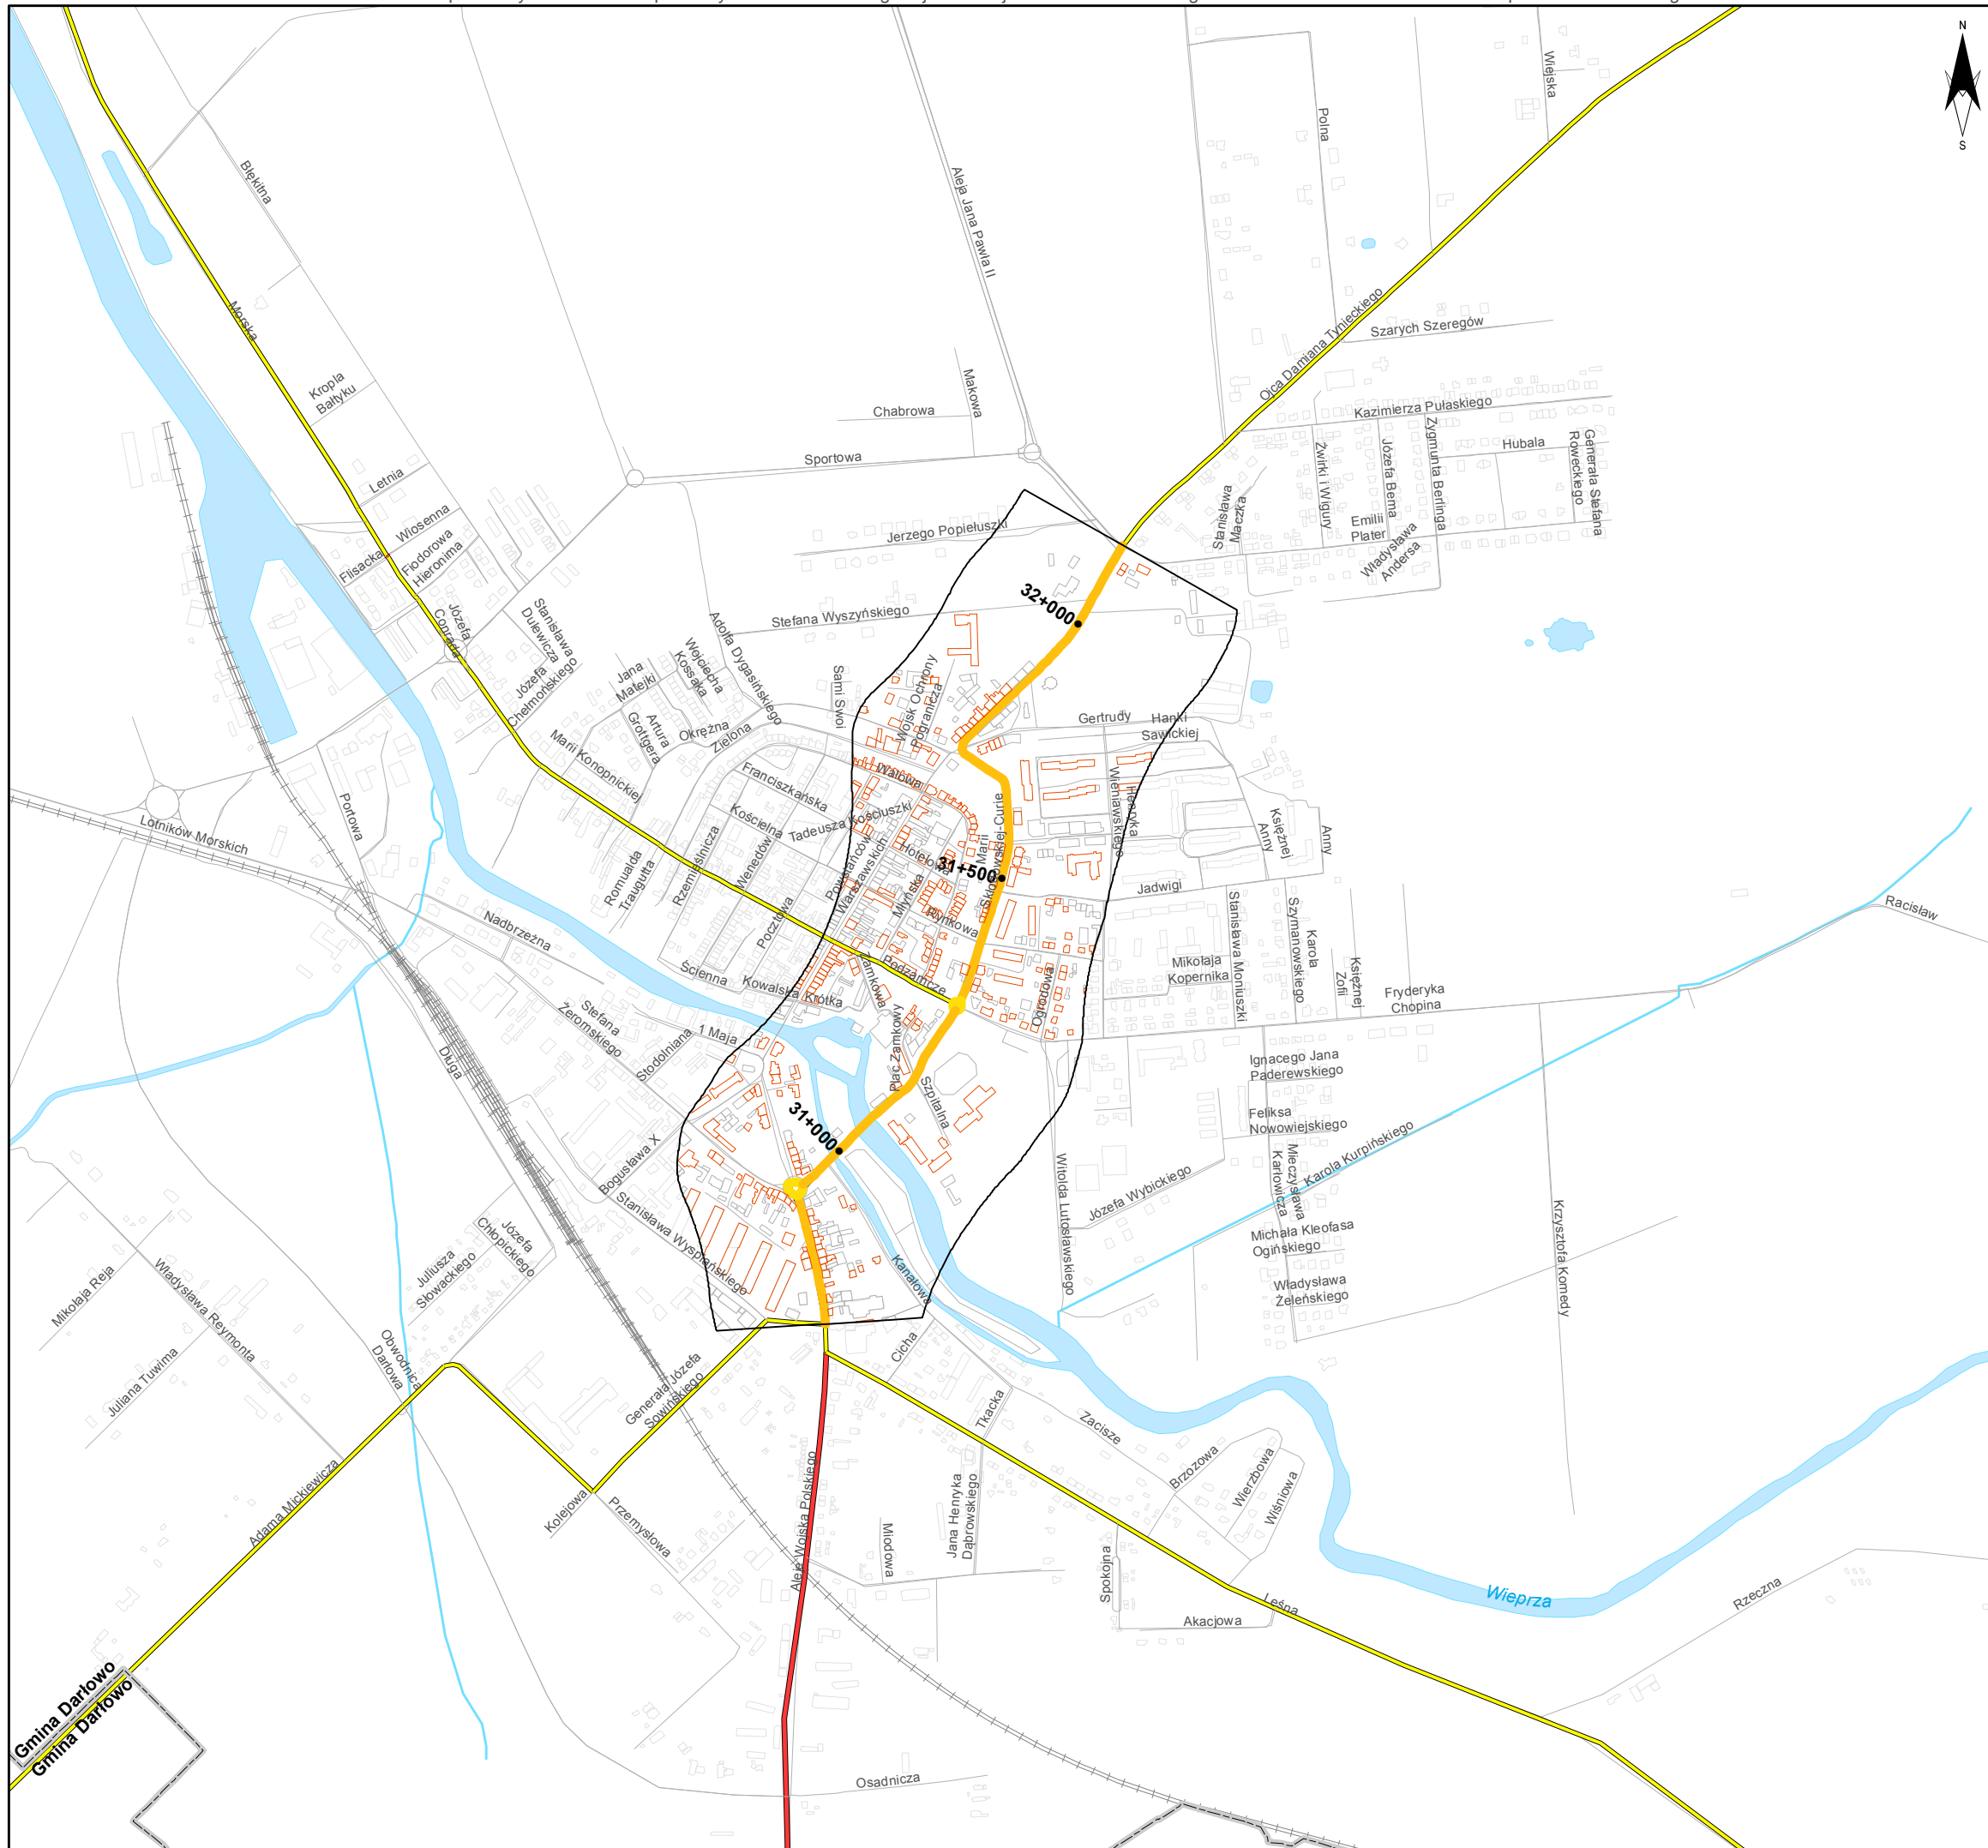 N
S
Wiejska
Polna
Błękitna
Aleja Jana Pawła II
Morska
Ojca Damiana Tynieckiego
Szarych Szeregów
Kropla
Bałtyku
Makowa
Chabrowa
Kazimierza Pułaskiego
Żwirki i Wigury
Józefa Bema
Zygmunta Berlinga
Hubala
Generała Stefana
Roweckiego
Sportowa
Letnia
Wiosenna
Flisacka
Fiodorowa
Hieronima
Jerzego Popiełuszki
Stanisława
Maczka
Emilii
Plater
Władysława
Andersa
Józefa
Conrada
Stanisława
Dulewicza
Józefa
Chełmońskiego
32+000
Stefana Wyszyńskiego
Adolfa Dygasińskiego
Wojciecha
Kossaka
Jana
Matejki
Artura
Grottgera
Okrężna
Zielona
Sami Swoi
Wojsk Ochrony
Pogranicza
Gertrudy
Hanki
Sawickiej
Marii Konopnickiej
Franciszkańska
Wałowa
Kościelna
Tadeusza Kościuszki
Henryka
Wieniawskiego
Księżnej
Anny
Anny
Portowa
Lotników Morskich
Romualda
Traugutta
Rzemieślnicza
Wenedów
Pocztowa
Powstańców
Warszawskich
Hotelowa
Młyńska
Rynkowa
31+500
Marii
Skłodowskiej-Curie
Jadwigi
Stanisława Moniuszki
Karola
Szymanowskiego
Księżnej
Zofii
Racisław
Nadbrzeżna
Ścienna
Kowalska
Krótka
Zamkowa
Podzamcze
Ogrodowa
Mikołaja
Kopernika
Fryderyka
Chopina
Stefana
Żeromskiego
1 Maja
Stodolniana
Plac Zamkowy
Szpitalna
Długa
31+000
Ignacego Jana
Paderewskiego
Feliksa
Nowowiejskiego
Mieczysława
Karłowicza
Karola Kurpińskiego
Józefa Wybickiego
Witolda Lutosławskiego
Michała Kleofasa
Ogińskiego
Władysława
Żeleńskiego
Krzysztofa Komedy
Bogusława X
Stanisława Wyspiańskiego
Józefa
Chłopickiego
Juliusza
Słowackiego
Mikołaja Reja
Władysława Reymonta
Juliana Tuwima
Obwodnica
Darłowa
Kanałowa
Cicha
Generała Józefa
Sowińskiego
Adama Mickiewicza
Kolejowa
Przemysłowa
Aleje Wojska Polskiego
Tkacka
Zacisze
Brzozowa
Wierzbowa
Wiśniowa
Jana Henryka
Dąbrowskiego
Miodowa
Spokojna
Akacjowa
Leśna
Wieprza
Rzeczna
Osadnicza
Gmina Darłowo
Gmina Darłowo